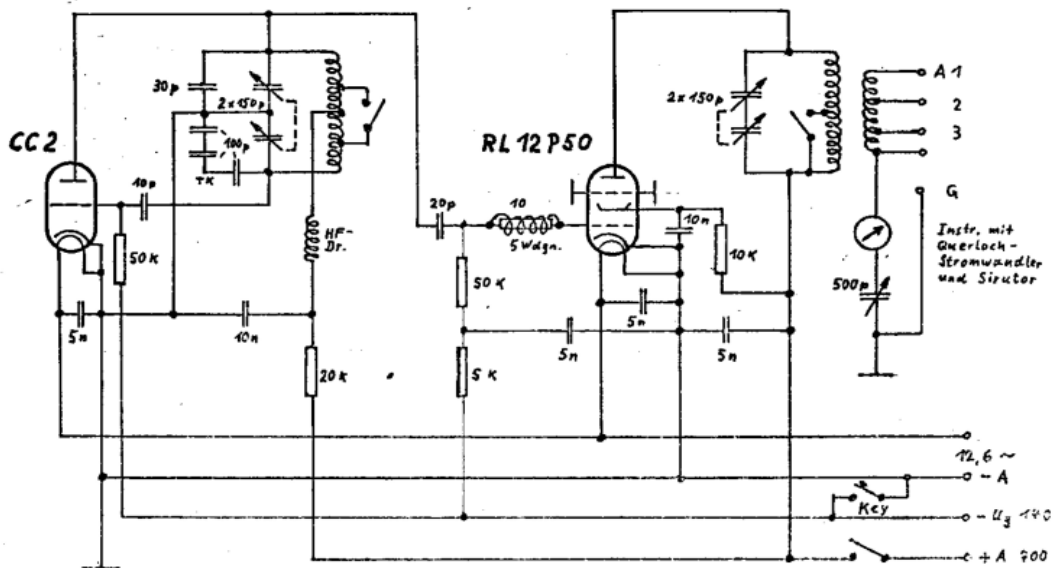 CC2
30p
2x150p
100p
TK
10p
50K
HF-
Dr.
5n
10n
20K
20p
10
5 Wdgn.
50K
5K
RL12P50
10n
10K
5n
5n
5n
2x150p
A 1
2
3
G
Instr. mit
Querloch-
Stromwandler
und Sirutor
500p
12,6 ~
- A
Key
- Ug 140
+ A 700